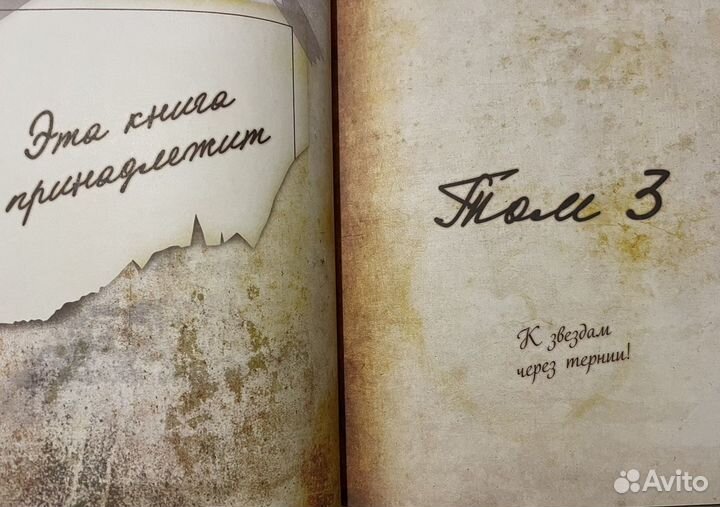 Эта книга
принадлежит
Том 3
К звездам
через тернии!
Avito